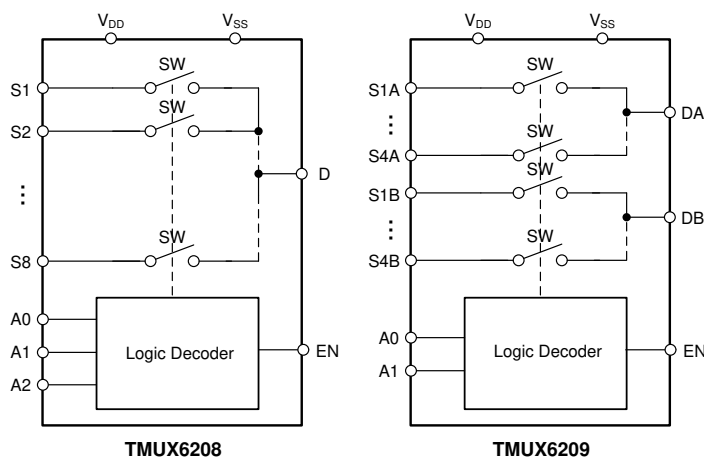 VDD
VSS
SW
S1
SW
S2
D
...
SW
S8
A0
A1
A2
Logic Decoder
EN
TMUX6208
VDD
VSS
SW
S1A
DA
...
SW
S4A
SW
S1B
DB
...
SW
S4B
A0
A1
Logic Decoder
EN
TMUX6209